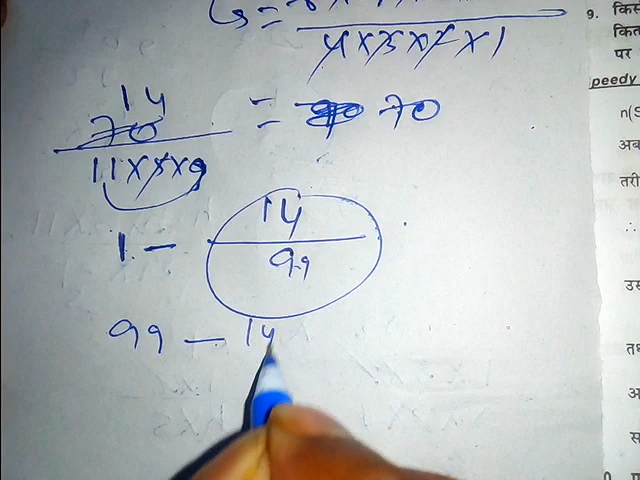 4×3×2×1
14
70 = 70
11×5×9
1 - 14
99
99 - 14
9. किस
कित
पर
peedy
n(S
अब
तरी
∴
उस
तथ
अ
स